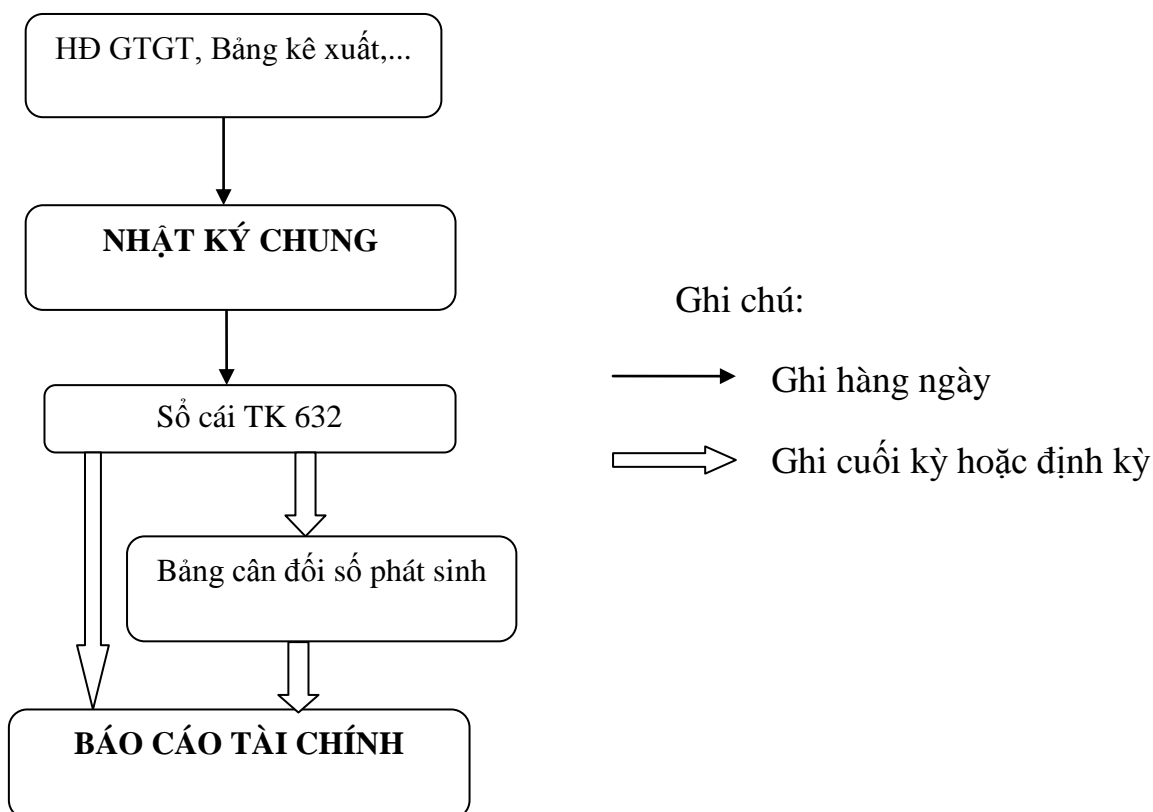 HĐ GTGT, Bảng kê xuất,...
NHẬT KÝ CHUNG
Sổ cái TK 632
Bảng cân đối số phát sinh
BÁO CÁO TÀI CHÍNH
Ghi chú:
Ghi hàng ngày
Ghi cuối kỳ hoặc định kỳ